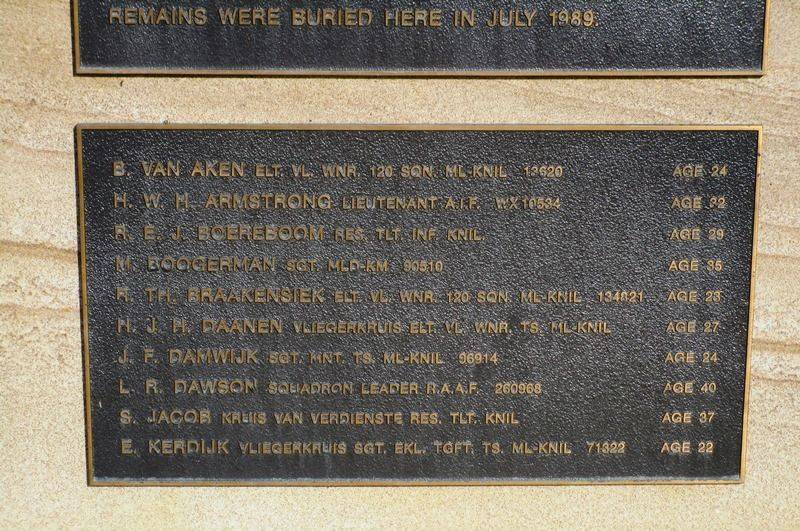 REMAINS WERE BURIED HERE IN JULY 1989.
B. VAN AKEN ELT. VL. WNR. 120 SQN. ML-KNIL 13620 AGE 24
H. W. H. ARMSTRONG LIEUTENANT A.I.F. WX10534 AGE 32
R. E. J. BOEREBOOM RES. TLT. INF. KNIL. AGE 29
M. BOOGERMAN SGT. MLD-KM 90510 AGE 35
R. TH. BRAAKENSIEK ELT. VL. WNR. 120 SQN. ML-KNIL 134821 AGE 23
H. J. H. DAANEN VLIEGERKRUIS ELT. VL. WNR. TS. ML-KNIL AGE 27
J. F. DAMWIJK SGT. MNT. TS. ML-KNIL 96914 AGE 24
L. R. DAWSON SQUADRON LEADER R.A.A.F. 260968 AGE 40
S. JACOB KRUIS VAN VERDIENSTE RES. TLT. KNIL AGE 37
E. KERDIJK VLIEGERKRUIS SGT. EKL. TGFT. TS. ML-KNIL 71322 AGE 22